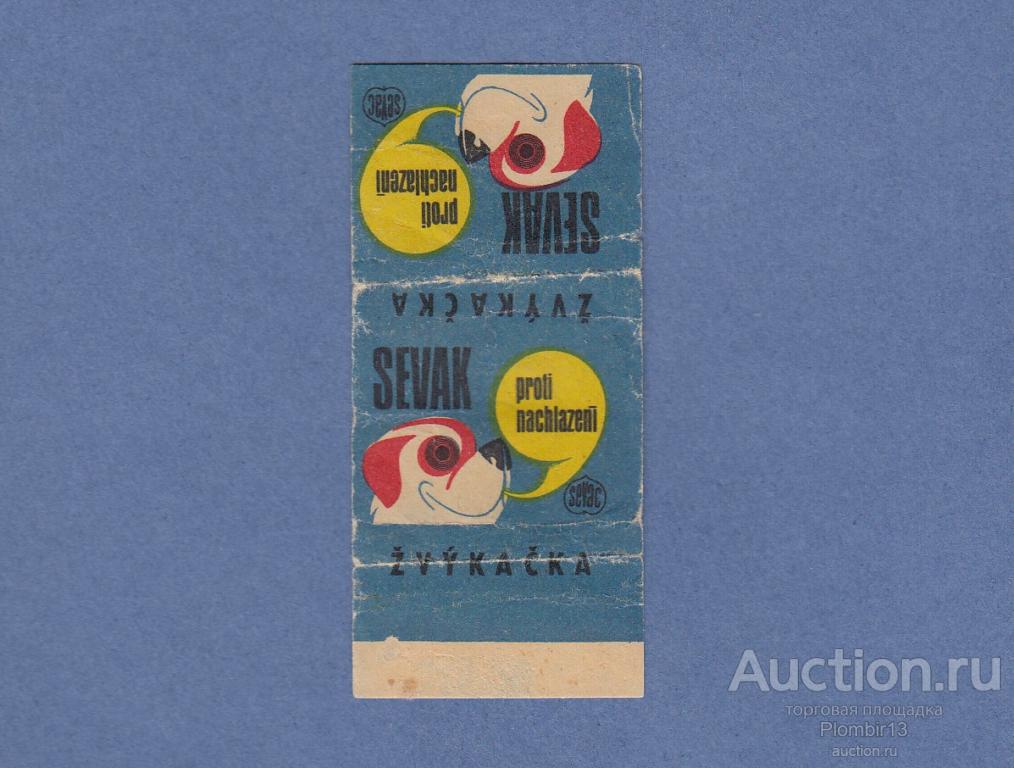 sevac
proti
nachlazení
SEVAK
ŽVÝKAČKA
SEVAK
proti
nachlazení
sevac
ŽVÝKAČKA
Auction.ru
торговая площадка
Plombir13
auction.ru